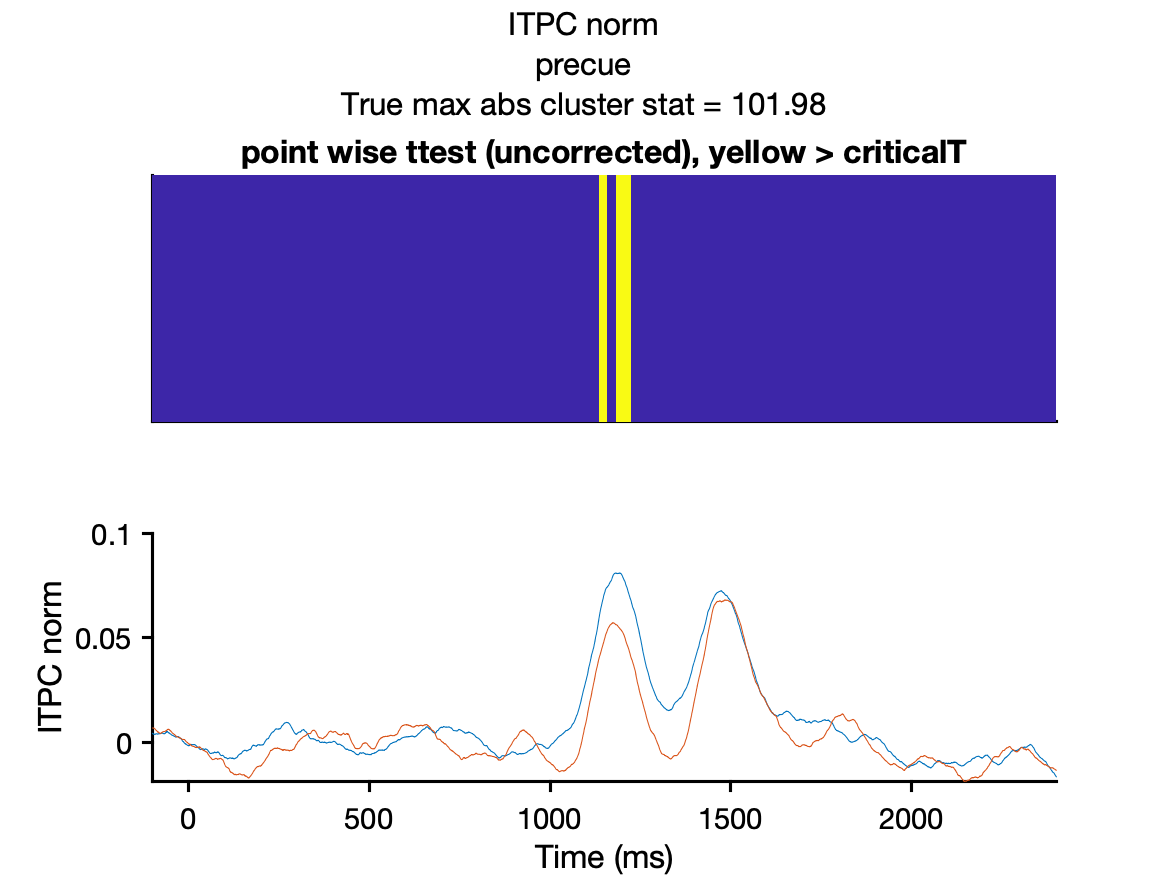 ITPC norm
precue
True max abs cluster stat = 101.98
point wise ttest (uncorrected), yellow > criticalT
0.1
0.05
0
ITPC norm
0 500 1000 1500 2000
Time (ms)